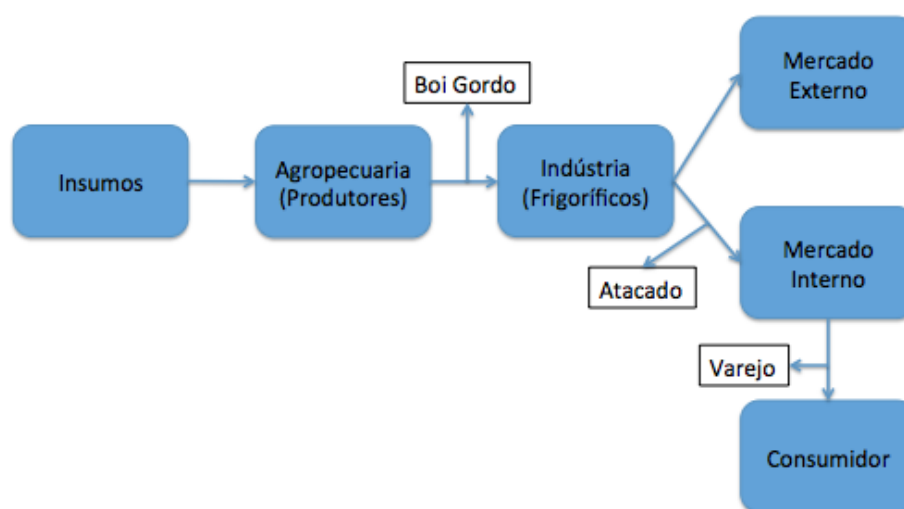 Mercado
Externo
Boi Gordo
Insumos
Agropecuaria
(Produtores)
Indústria
(Frigoríficos)
Mercado
Interno
Atacado
Varejo
Consumidor